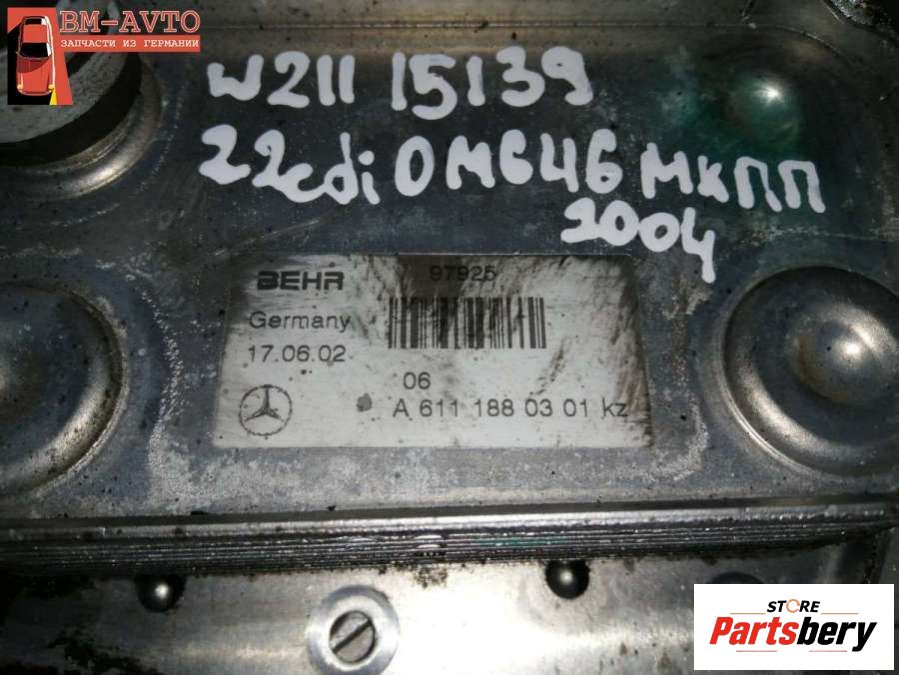 BM-AVTO
ЗАПЧАСТИ ИЗ ГЕРМАНИИ
W211 15139
22cdi OM646 МКПП
2004
BEHR 97925
Germany
17.06.02
06
A 611 188 03 01 kz
STORE
Partsbery